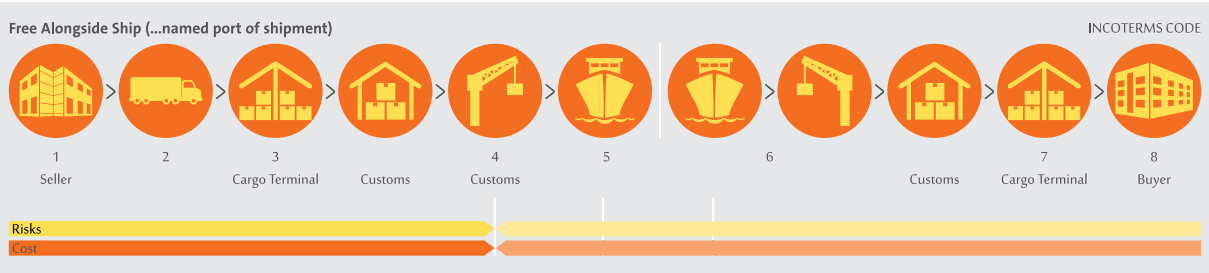 Free Alongside Ship (...named port of shipment) INCOTERMS CODE
1 2 3 4 5 6 7 8
Seller Cargo Terminal Customs Customs Customs Cargo Terminal Buyer
Risks
Cost